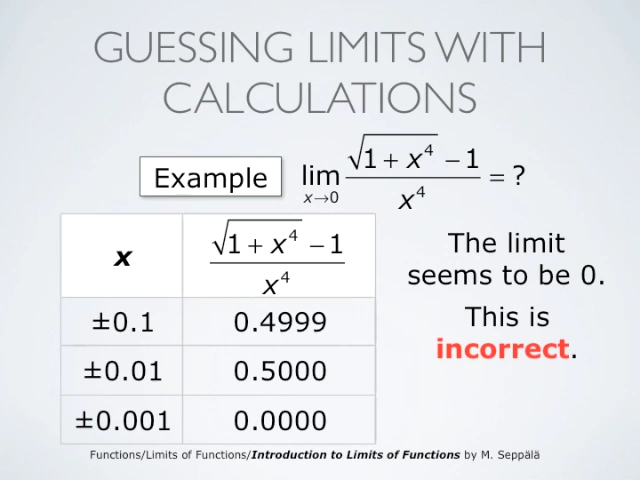 GUESSING LIMITS WITH
CALCULATIONS
Example lim x→0 (√(1 + x⁴) − 1) / x⁴ = ?
x (√(1 + x⁴) − 1) / x⁴
±0.1 0.4999
±0.01 0.5000
±0.001 0.0000
The limit
seems to be 0.
This is
incorrect.
Functions/Limits of Functions/Introduction to Limits of Functions by M. Seppälä